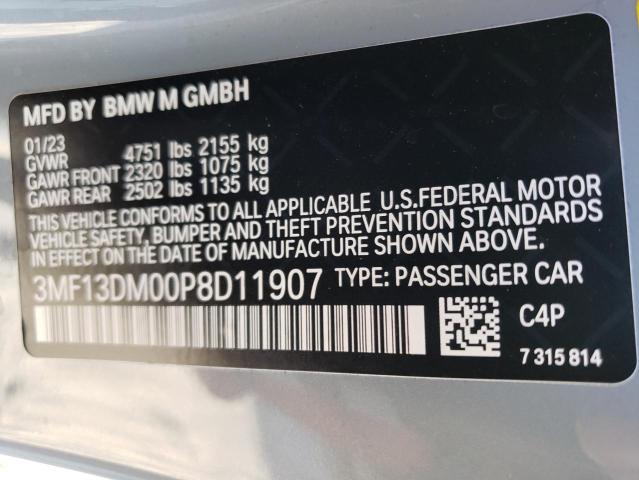 MFD BY BMW M GMBH
01/23
GVWR 4751 lbs 2155 kg
GAWR FRONT 2320 lbs 1075 kg
GAWR REAR 2502 lbs 1135 kg
THIS VEHICLE CONFORMS TO ALL APPLICABLE U.S.FEDERAL MOTOR
VEHICLE SAFETY, BUMPER AND THEFT PREVENTION STANDARDS
IN EFFECT ON THE DATE OF MANUFACTURE SHOWN ABOVE.
3MF13DM00P8D11907 TYPE: PASSENGER CAR
C4P
7 315 814